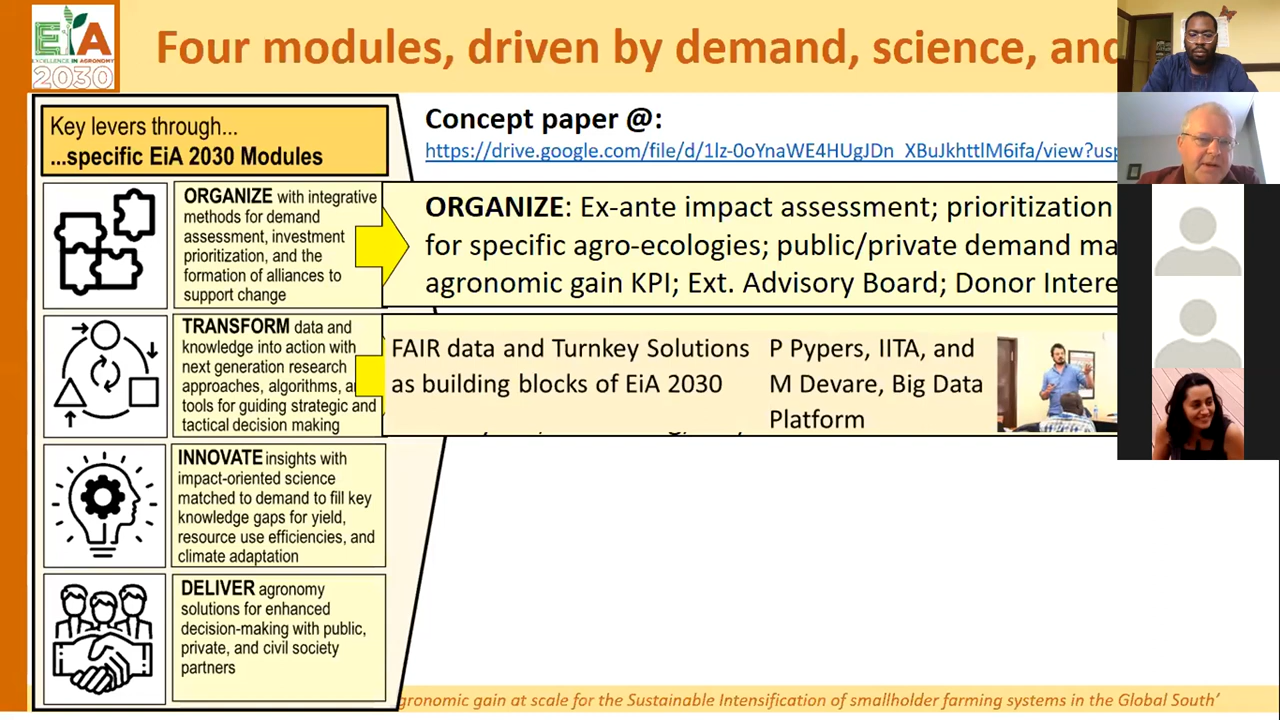 EiA
EXCELLENCE IN AGRONOMY
2030
Four modules, driven by demand, science, and
Key levers through...
...specific EiA 2030 Modules
Concept paper @:
https://drive.google.com/file/d/1lz-0oYnaWE4HUgJDn_XBuJkhttlM6ifa/view?usp
ORGANIZE with integrative
methods for demand
assessment, investment
prioritization, and the
formation of alliances to
support change
ORGANIZE: Ex-ante impact assessment; prioritization
for specific agro-ecologies; public/private demand ma
agronomic gain KPI; Ext. Advisory Board; Donor Intere
TRANSFORM data and
knowledge into action with
next generation research
approaches, algorithms, a
tools for guiding strategic and
tactical decision making
FAIR data and Turnkey Solutions
as building blocks of EiA 2030
P Pypers, IITA, and
M Devare, Big Data
Platform
INNOVATE insights with
impact-oriented science
matched to demand to fill key
knowledge gaps for yield,
resource use efficiencies, and
climate adaptation
DELIVER agronomy
solutions for enhanced
decision-making with public,
private, and civil society
partners
gronomic gain at scale for the Sustainable Intensification of smallholder farming systems in the Global South'